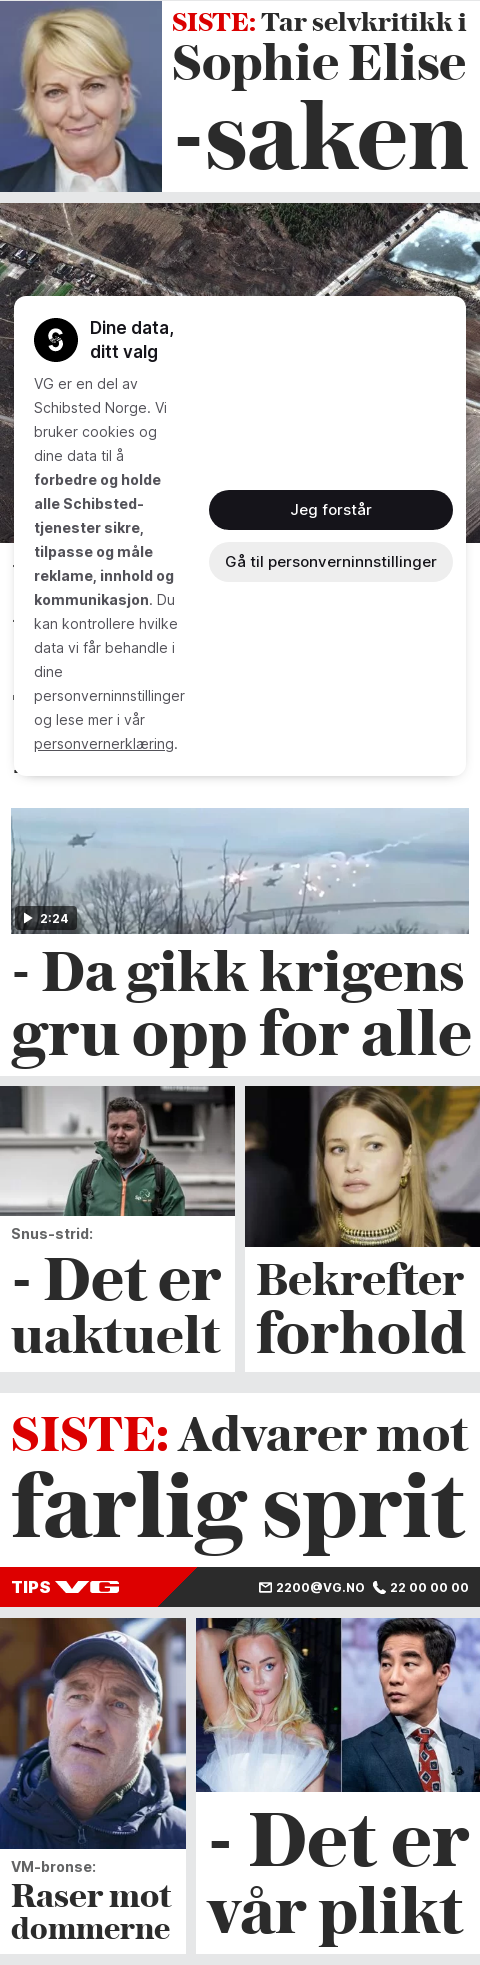 SISTE: Tar selvkritikk i
Sophie Elise
-saken
Dine data,
ditt valg
VG er en del av
Schibsted Norge. Vi
bruker cookies og
dine data til å
forbedre og holde
alle Schibsted-
tjenester sikre,
tilpasse og måle
reklame, innhold og
kommunikasjon. Du
kan kontrollere hvilke
data vi får behandle i
dine
personverninnstillinger
og lese mer i vår
personvernerklæring.
Jeg forstår
Gå til personverninnstillinger
2:24
- Da gikk krigens
gru opp for alle
Snus-strid:
- Det er
uaktuelt
Bekrefter
forhold
SISTE: Advarer mot
farlig sprit
TIPS VG
2200@VG.NO 22 00 00 00
VM-bronse:
Raser mot
dommerne
- Det er
vår plikt